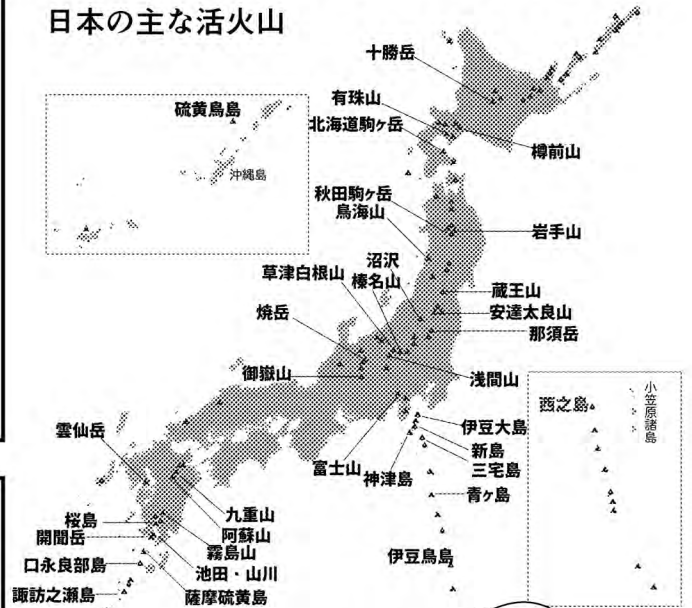 日本の主な活火山
十勝岳
有珠山
北海道駒ヶ岳
樽前山
硫黄鳥島
沖縄島
秋田駒ヶ岳
鳥海山
岩手山
沼沢
草津白根山
榛名山
蔵王山
安達太良山
焼岳
那須岳
御嶽山
浅間山
西之島
小笠原諸島
雲仙岳
伊豆大島
新島
富士山
神津島
三宅島
青ヶ島
九重山
桜島
阿蘇山
開聞岳
霧島山
伊豆鳥島
口永良部島
池田・山川
諏訪之瀬島
薩摩硫黄島